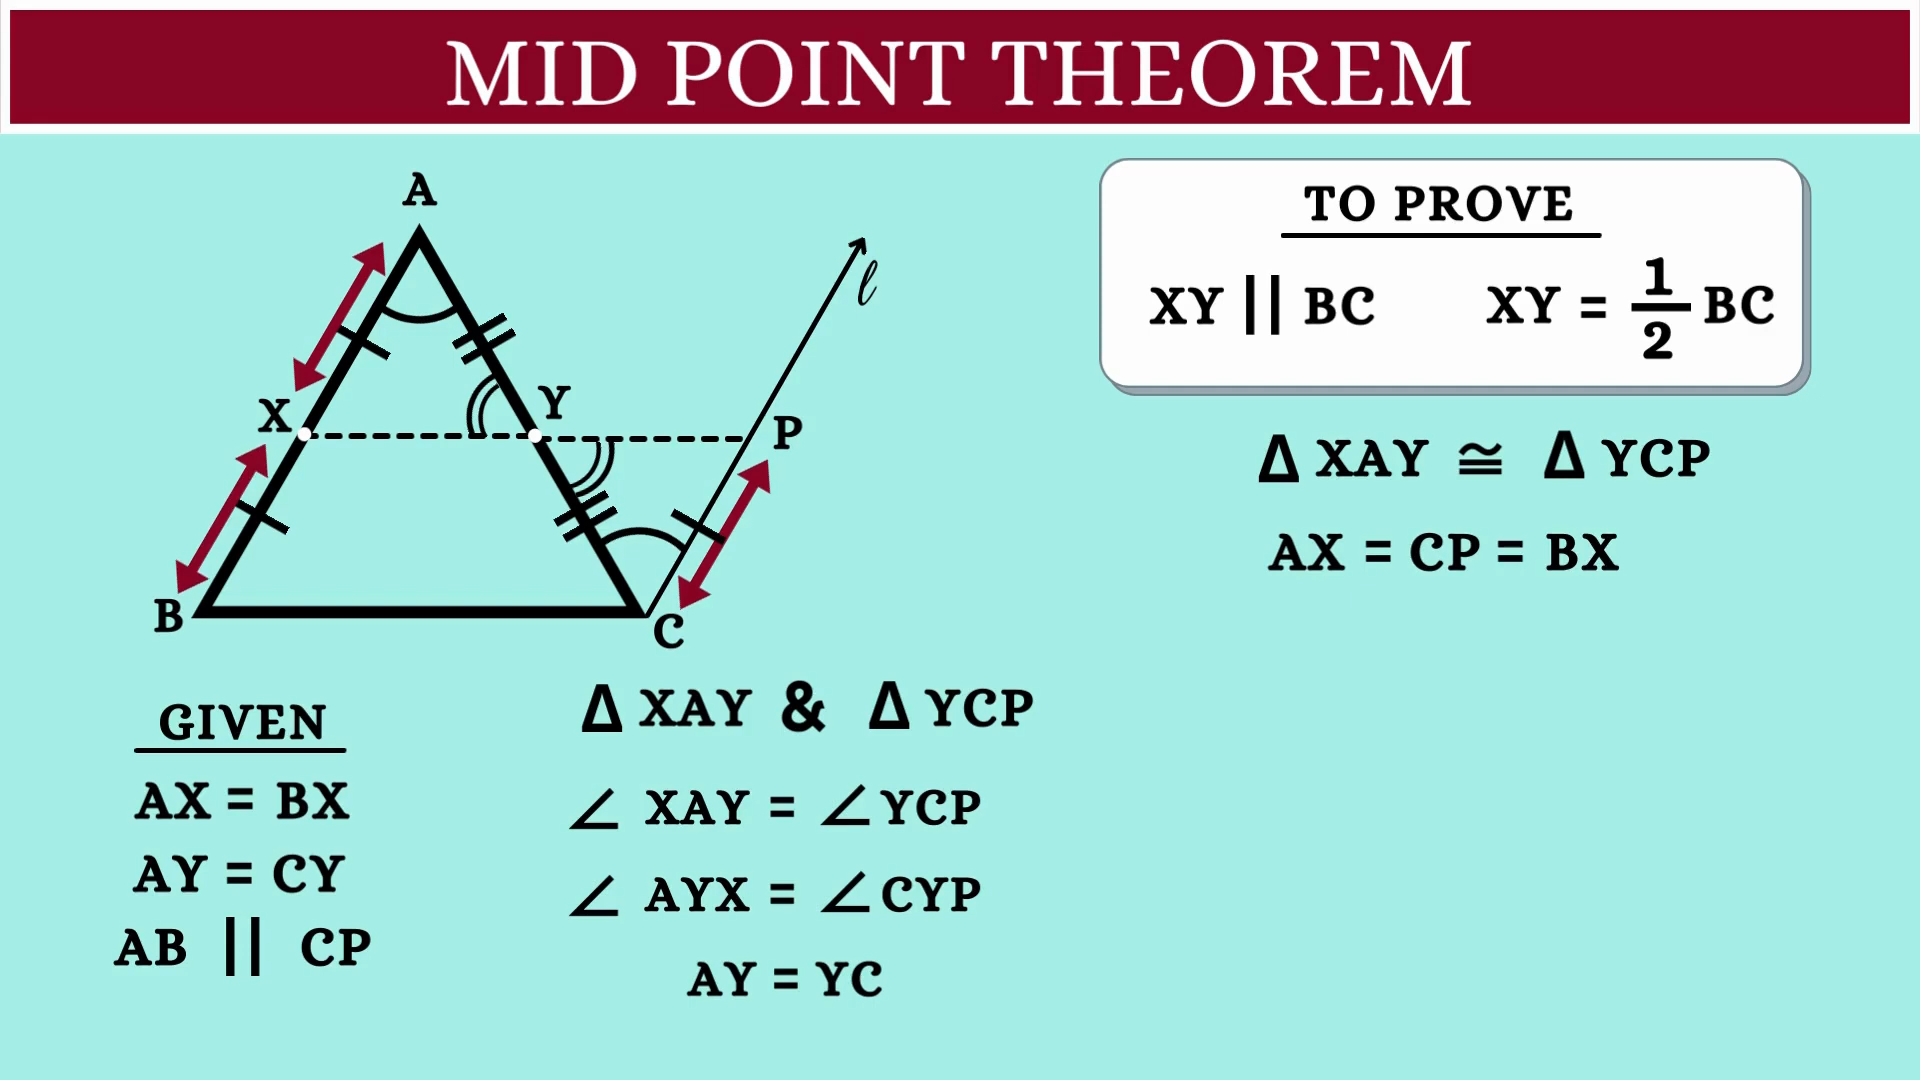 MID POINT THEOREM
A
ℓ
X
Y
P
B
C
TO PROVE
XY || BC
XY = 1/2 BC
Δ XAY ≅ Δ YCP
AX = CP = BX
GIVEN
AX = BX
AY = CY
AB || CP
Δ XAY & Δ YCP
∠ XAY = ∠YCP
∠ AYX = ∠CYP
AY = YC